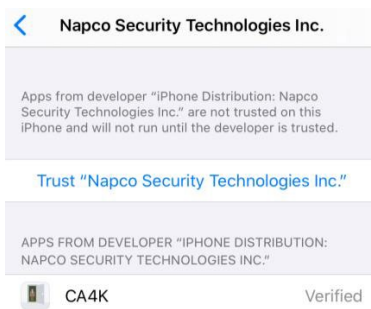 Napco Security Technologies Inc.
Apps from developer “iPhone Distribution: Napco
Security Technologies Inc.” are not trusted on this
iPhone and will not run until the developer is trusted.
Trust “Napco Security Technologies Inc.”
APPS FROM DEVELOPER “IPHONE DISTRIBUTION:
NAPCO SECURITY TECHNOLOGIES INC.”
CA4K Verified